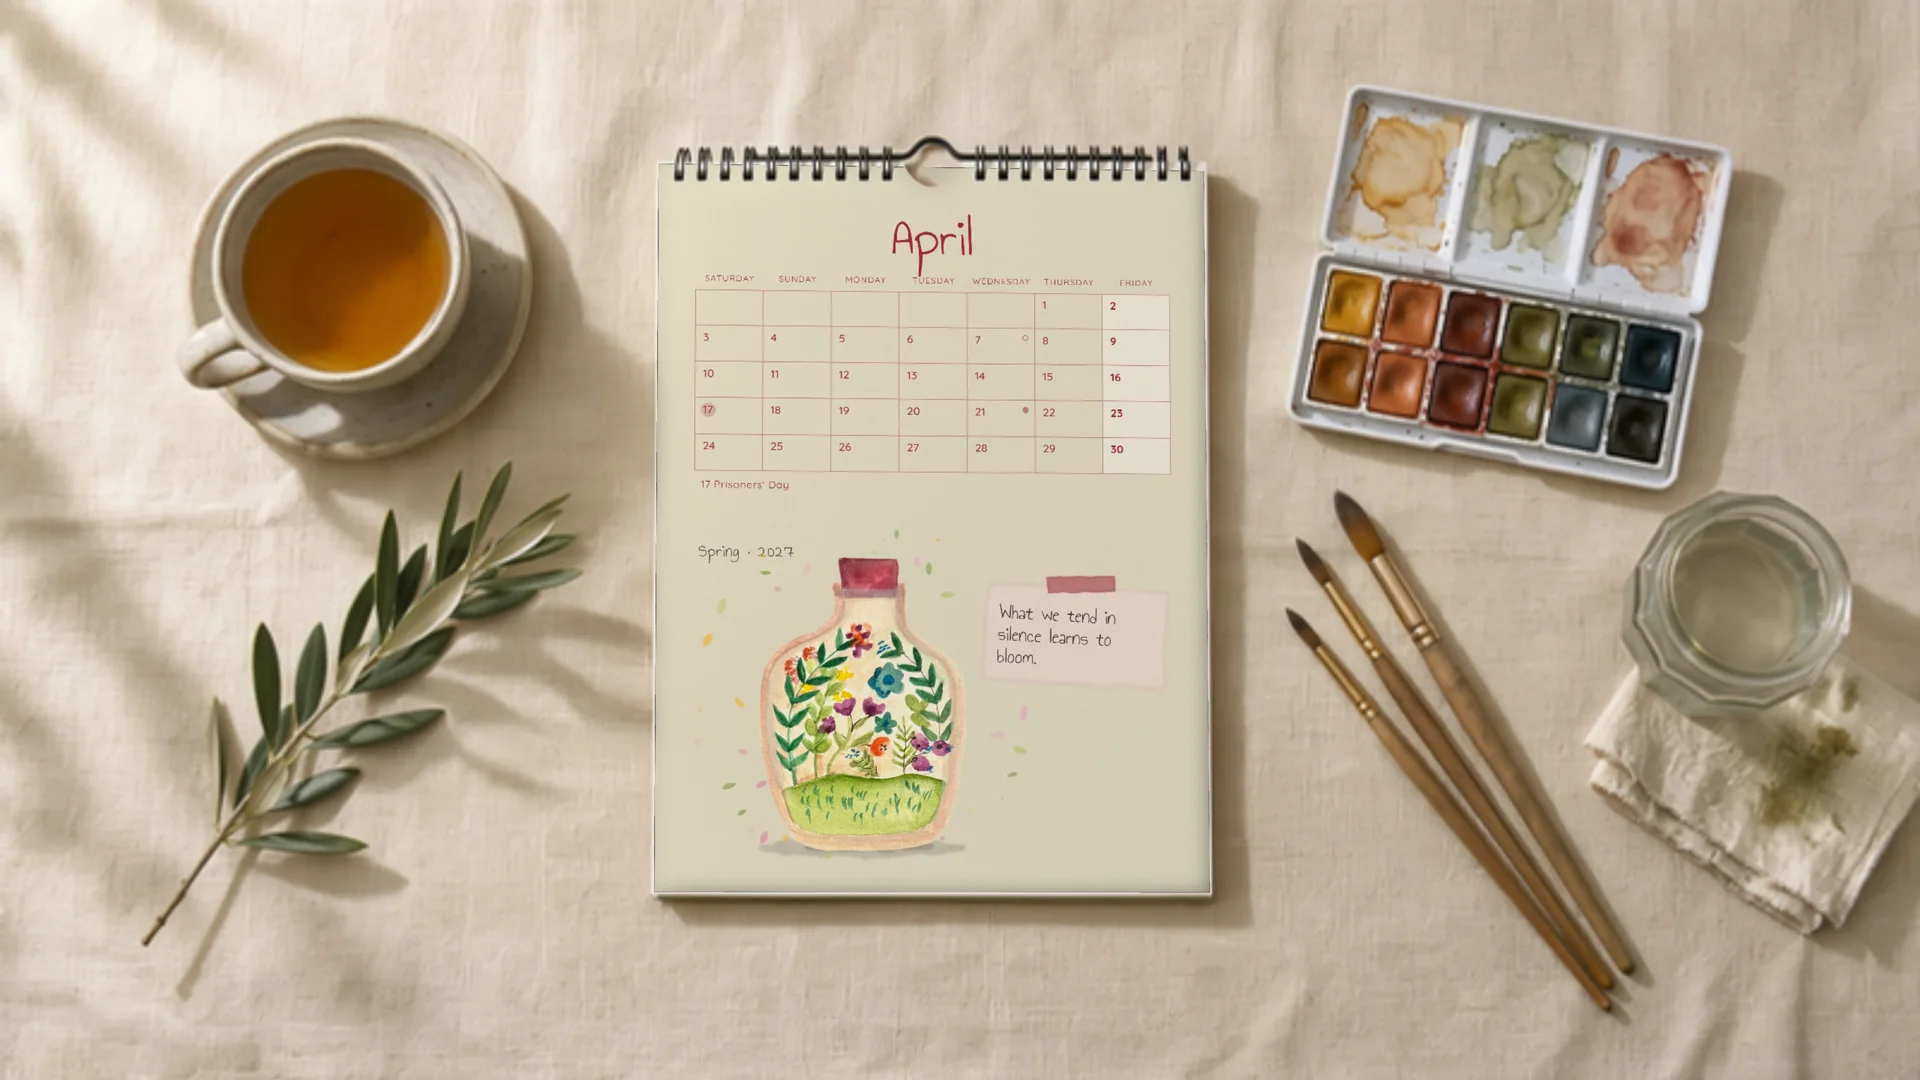 April
SATURDAY SUNDAY MONDAY TUESDAY WEDNESDAY THURSDAY FRIDAY
1 2
3 4 5 6 7 8 9
10 11 12 13 14 15 16
17 18 19 20 21 22 23
24 25 26 27 28 29 30
17 Prisoners' Day
Spring · 2027
What we tend in
silence learns to
bloom.